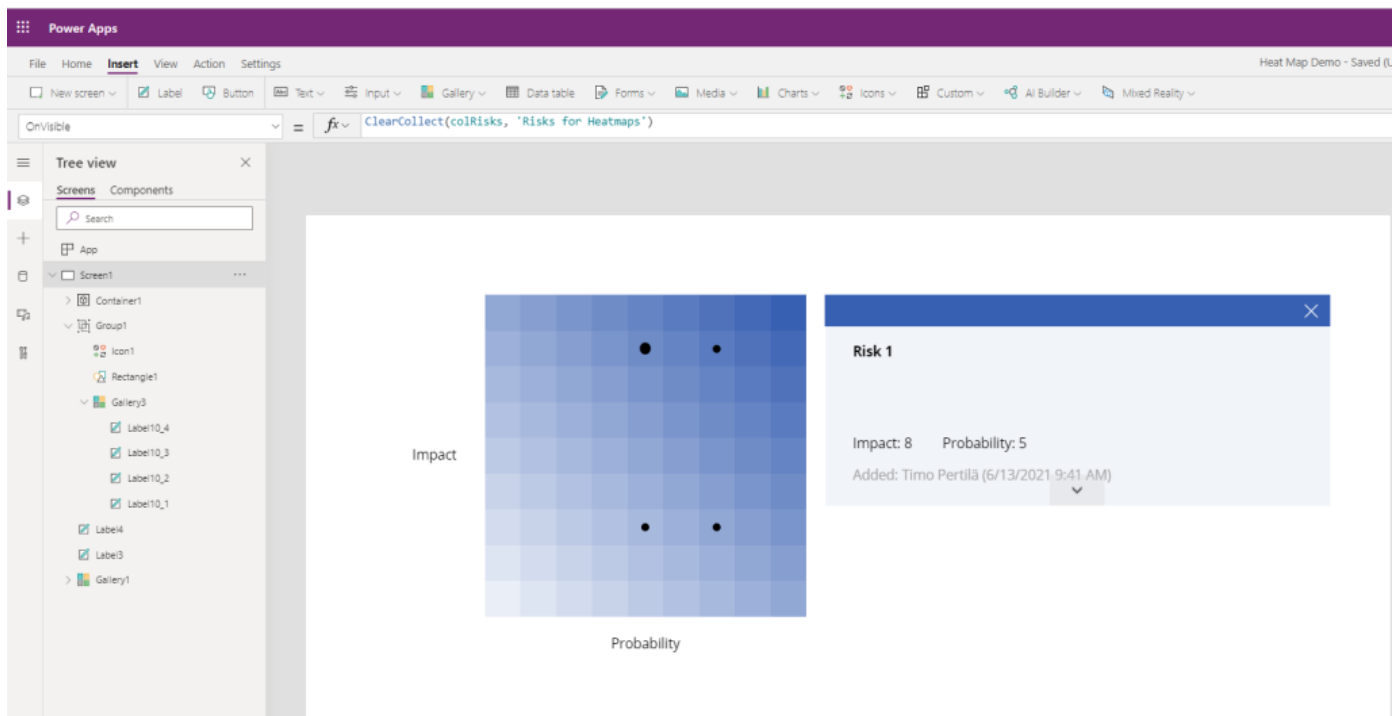 Power Apps
File Home Insert View Action Settings
Heat Map Demo - Saved (U
New screen Label Button Text Input Gallery Data table Forms Media Charts Icons Custom AI Builder Mixed Reality
OnVisible = fx ClearCollect(colRisks, 'Risks for Heatmaps')
Tree view
Screens Components
Search
App
Screen1 ...
Container1
Group1
Icon1
Rectangle1
Gallery3
Label10_4
Label10_3
Label10_2
Label10_1
Label4
Label3
Gallery1
Impact
Probability
Risk 1
Impact: 8 Probability: 5
Added: Timo Pertilä (6/13/2021 9:41 AM)